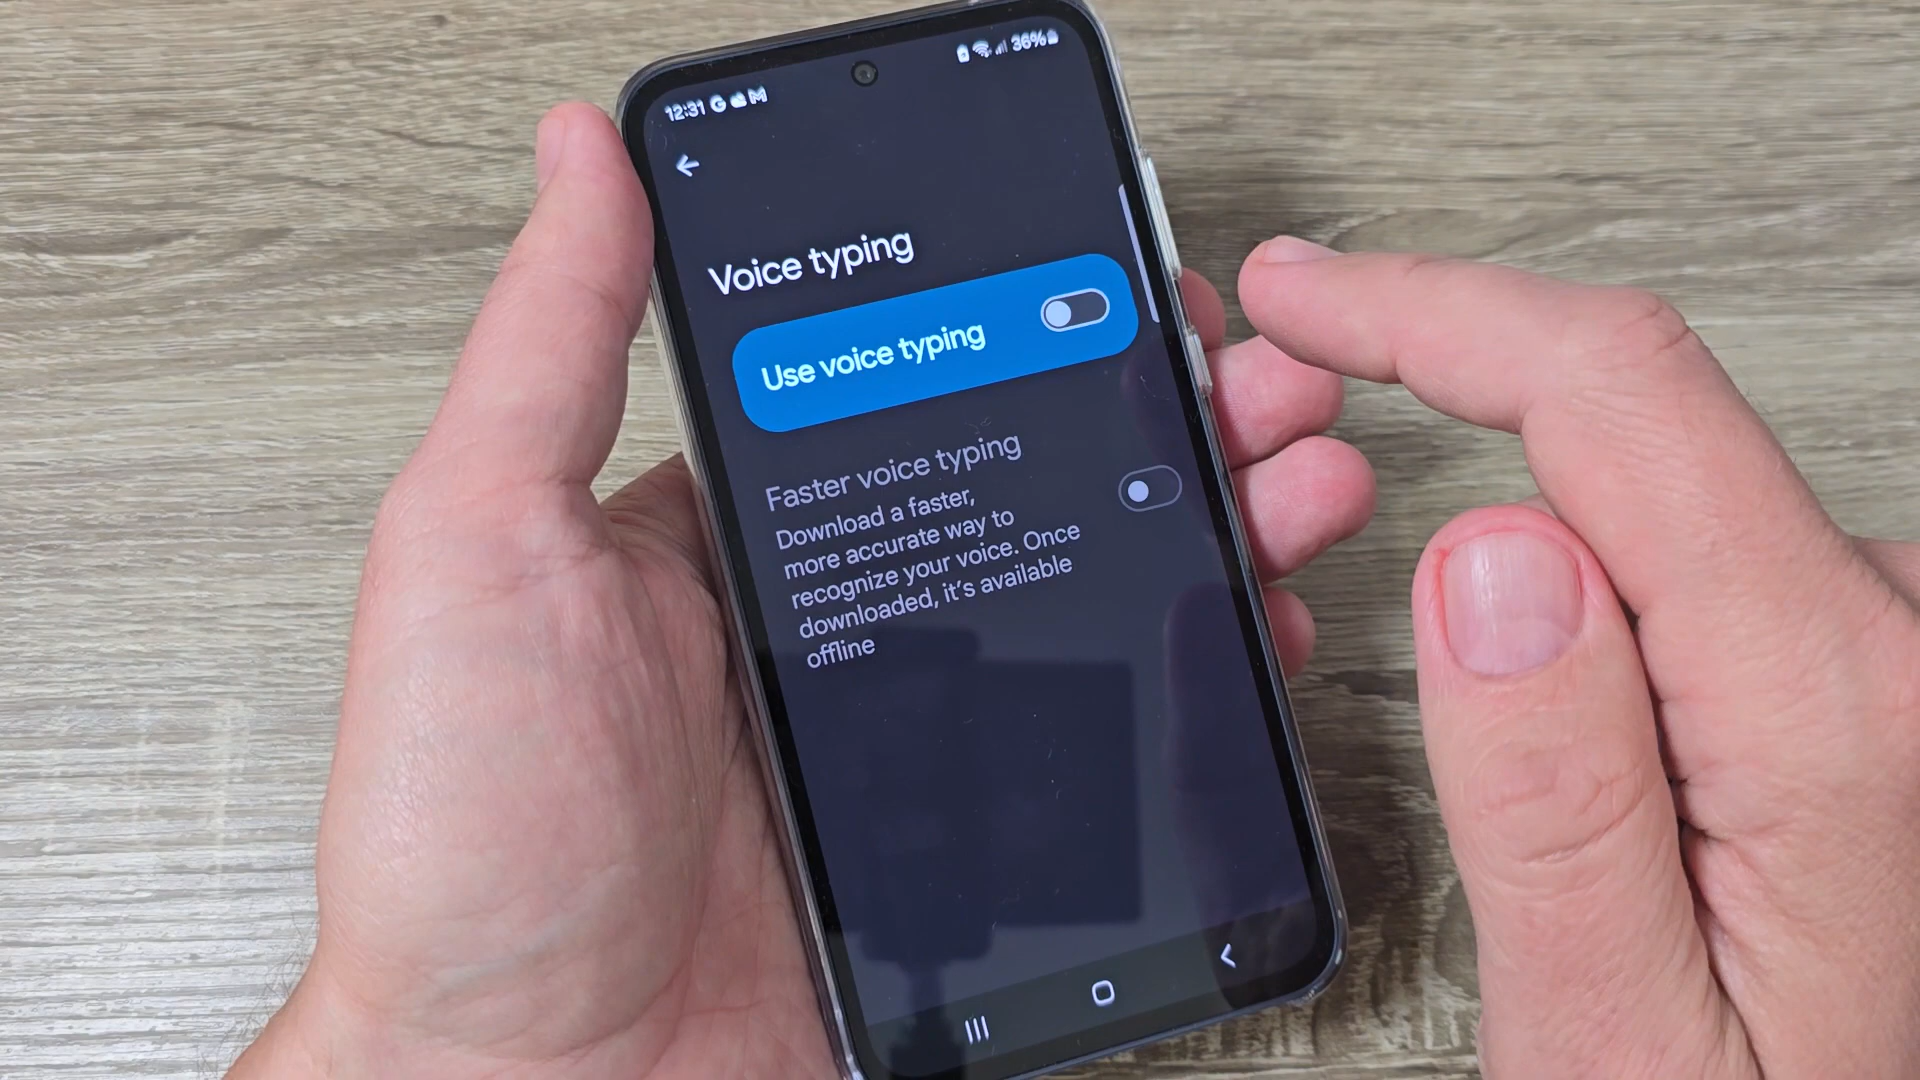 12:31 G M 36%
Voice typing
Use voice typing
Faster voice typing
Download a faster,
more accurate way to
recognize your voice. Once
downloaded, it's available
offline